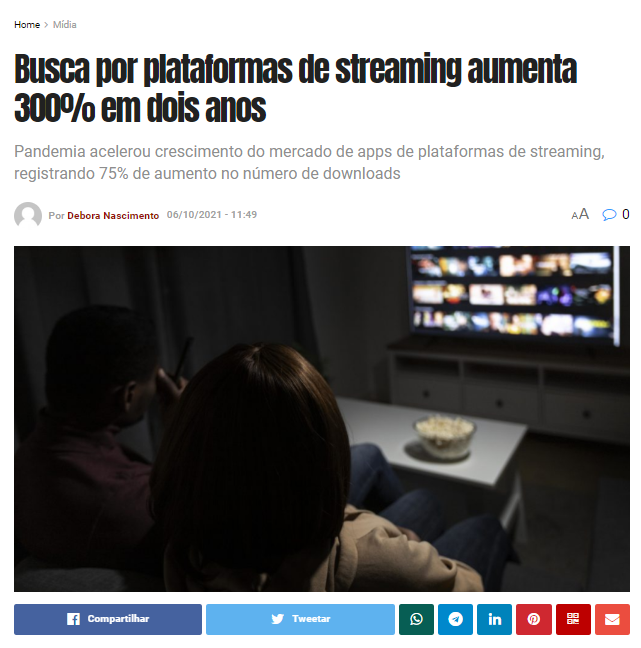 Home > Mídia
Busca por plataformas de streaming aumenta
300% em dois anos
Pandemia acelerou crescimento do mercado de apps de plataformas de streaming,
registrando 75% de aumento no número de downloads
Por Debora Nascimento 06/10/2021 - 11:49
AA 0
Compartilhar Tweetar